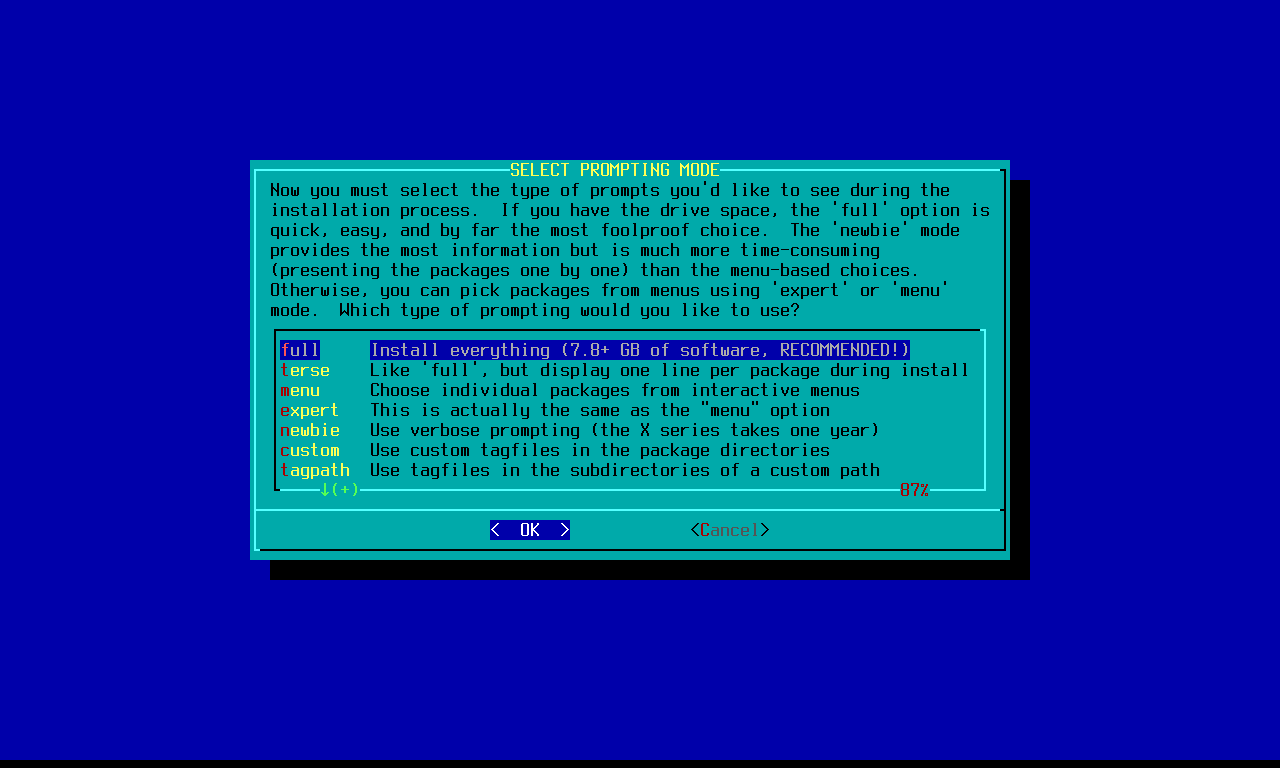 SELECT PROMPTING MODE
Now you must select the type of prompts you'd like to see during the
installation process.  If you have the drive space, the 'full' option is
quick, easy, and by far the most foolproof choice.  The 'newbie' mode
provides the most information but is much more time-consuming
(presenting the packages one by one) than the menu-based choices.
Otherwise, you can pick packages from menus using 'expert' or 'menu'
mode.  Which type of prompting would you like to use?
full     Install everything (7.8+ GB of software, RECOMMENDED!)
terse    Like 'full', but display one line per package during install
menu     Choose individual packages from interactive menus
expert   This is actually the same as the "menu" option
newbie   Use verbose prompting (the X series takes one year)
custom   Use custom tagfiles in the package directories
tagpath  Use tagfiles in the subdirectories of a custom path
↓(+) 87%
<  OK  > <Cancel>